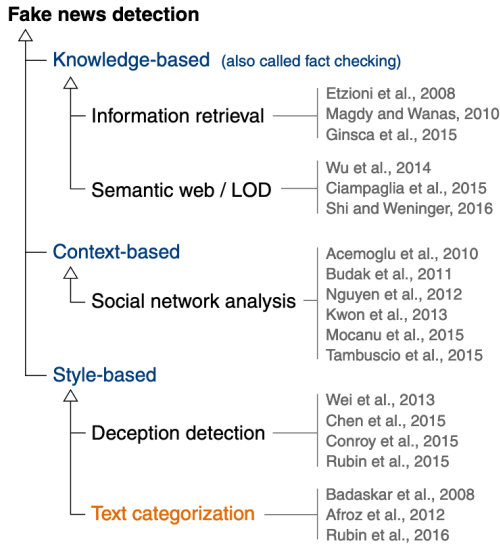 Fake news detection
Knowledge-based (also called fact checking)
Information retrieval
Etzioni et al., 2008
Magdy and Wanas, 2010
Ginsca et al., 2015
Semantic web / LOD
Wu et al., 2014
Ciampaglia et al., 2015
Shi and Weninger, 2016
Context-based
Social network analysis
Acemoglu et al., 2010
Budak et al., 2011
Nguyen et al., 2012
Kwon et al., 2013
Mocanu et al., 2015
Tambuscio et al., 2015
Style-based
Deception detection
Wei et al., 2013
Chen et al., 2015
Conroy et al., 2015
Rubin et al., 2015
Text categorization
Badaskar et al., 2008
Afroz et al., 2012
Rubin et al., 2016